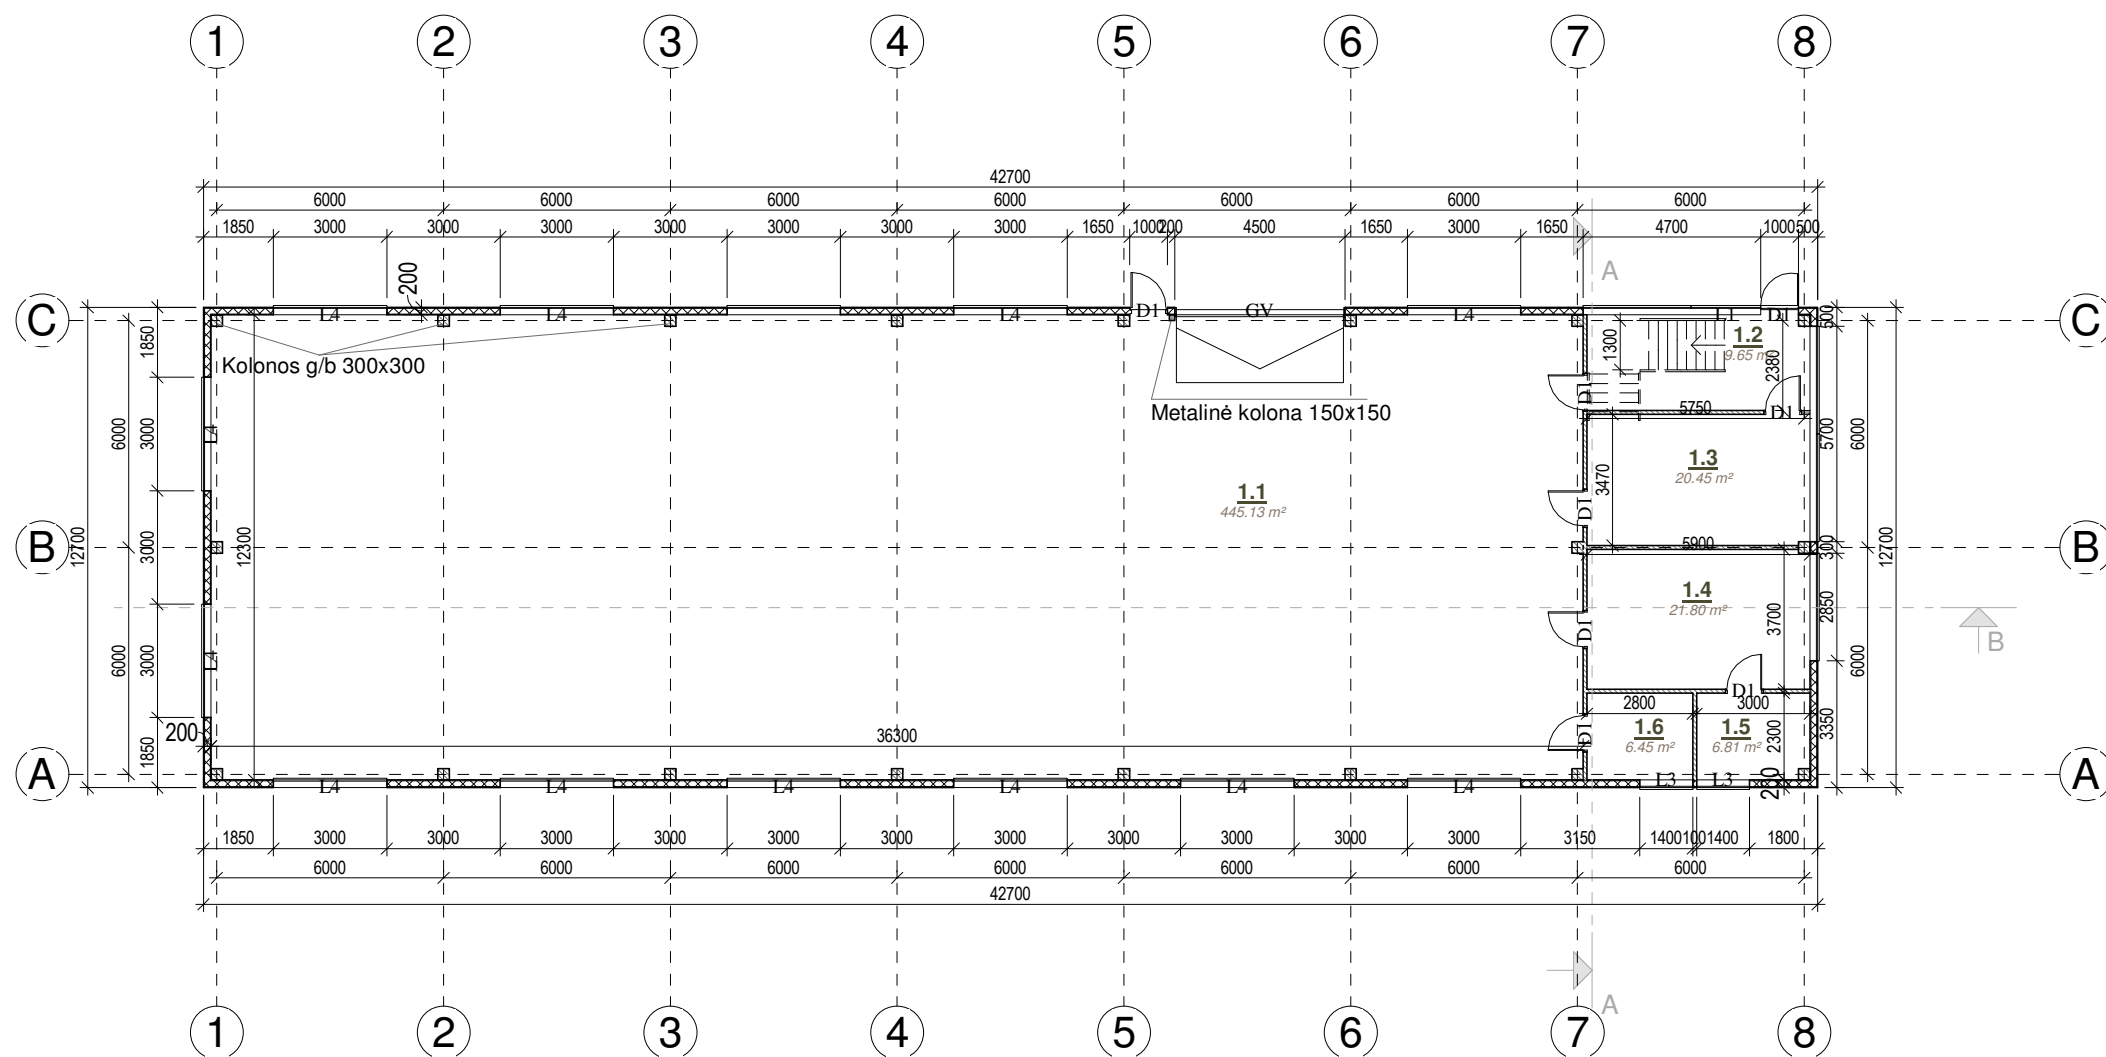 1 2 3 4 5 6 7 8
42700
6000 6000 6000 6000 6000 6000 6000
1850 3000 3000 3000 3000 3000 3000 3000 1650 1000 200 4500 1650 3000 1650 4700 1000 500
A
200
C L4 L4 L4 D1 GV L4 L1 D1 C
Kolonos g/b 300x300
Metalinė kolona 150x150
1.2
9.65 m²
1300
2380
500
D1
5750 D1
1850
3000
6000
3000
3000
1850
6000
12700
12300
L4
L4
1.1
445.13 m²
1.3
20.45 m²
3470
D1
5700
6000
B 5900 300 12700 B
1.4
21.80 m²
3700
2850
D1
B
6000
D1
2800 3000
1.6
6.45 m²
1.5
6.81 m²
2300
3350
D1
200
36300
A L4 L4 L4 L4 L4 L4 L3 L3 200 A
1850 3000 3000 3000 3000 3000 3000 3000 3000 3000 3000 3000 3150 1400 100 1400 1800
6000 6000 6000 6000 6000 6000 6000
42700
A
1 2 3 4 5 6 7 8